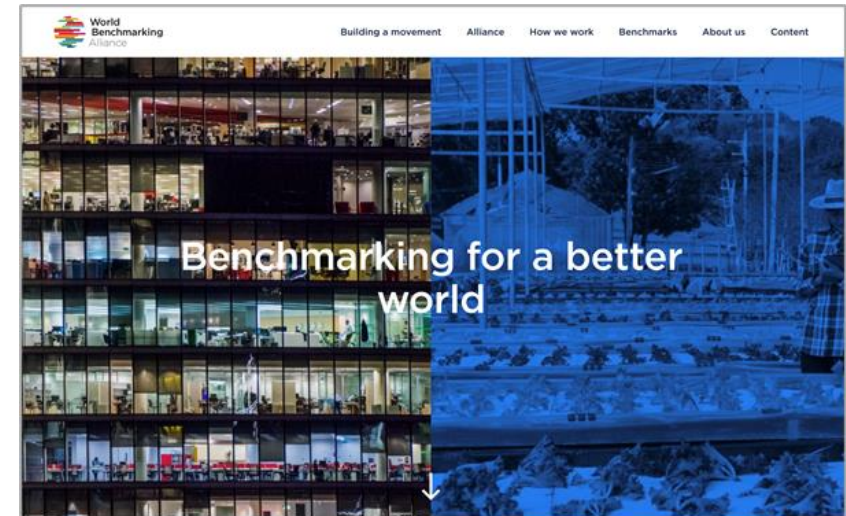 World
Benchmarking
Alliance
Building a movement Alliance How we work Benchmarks About us Content
Benchmarking for a better
world